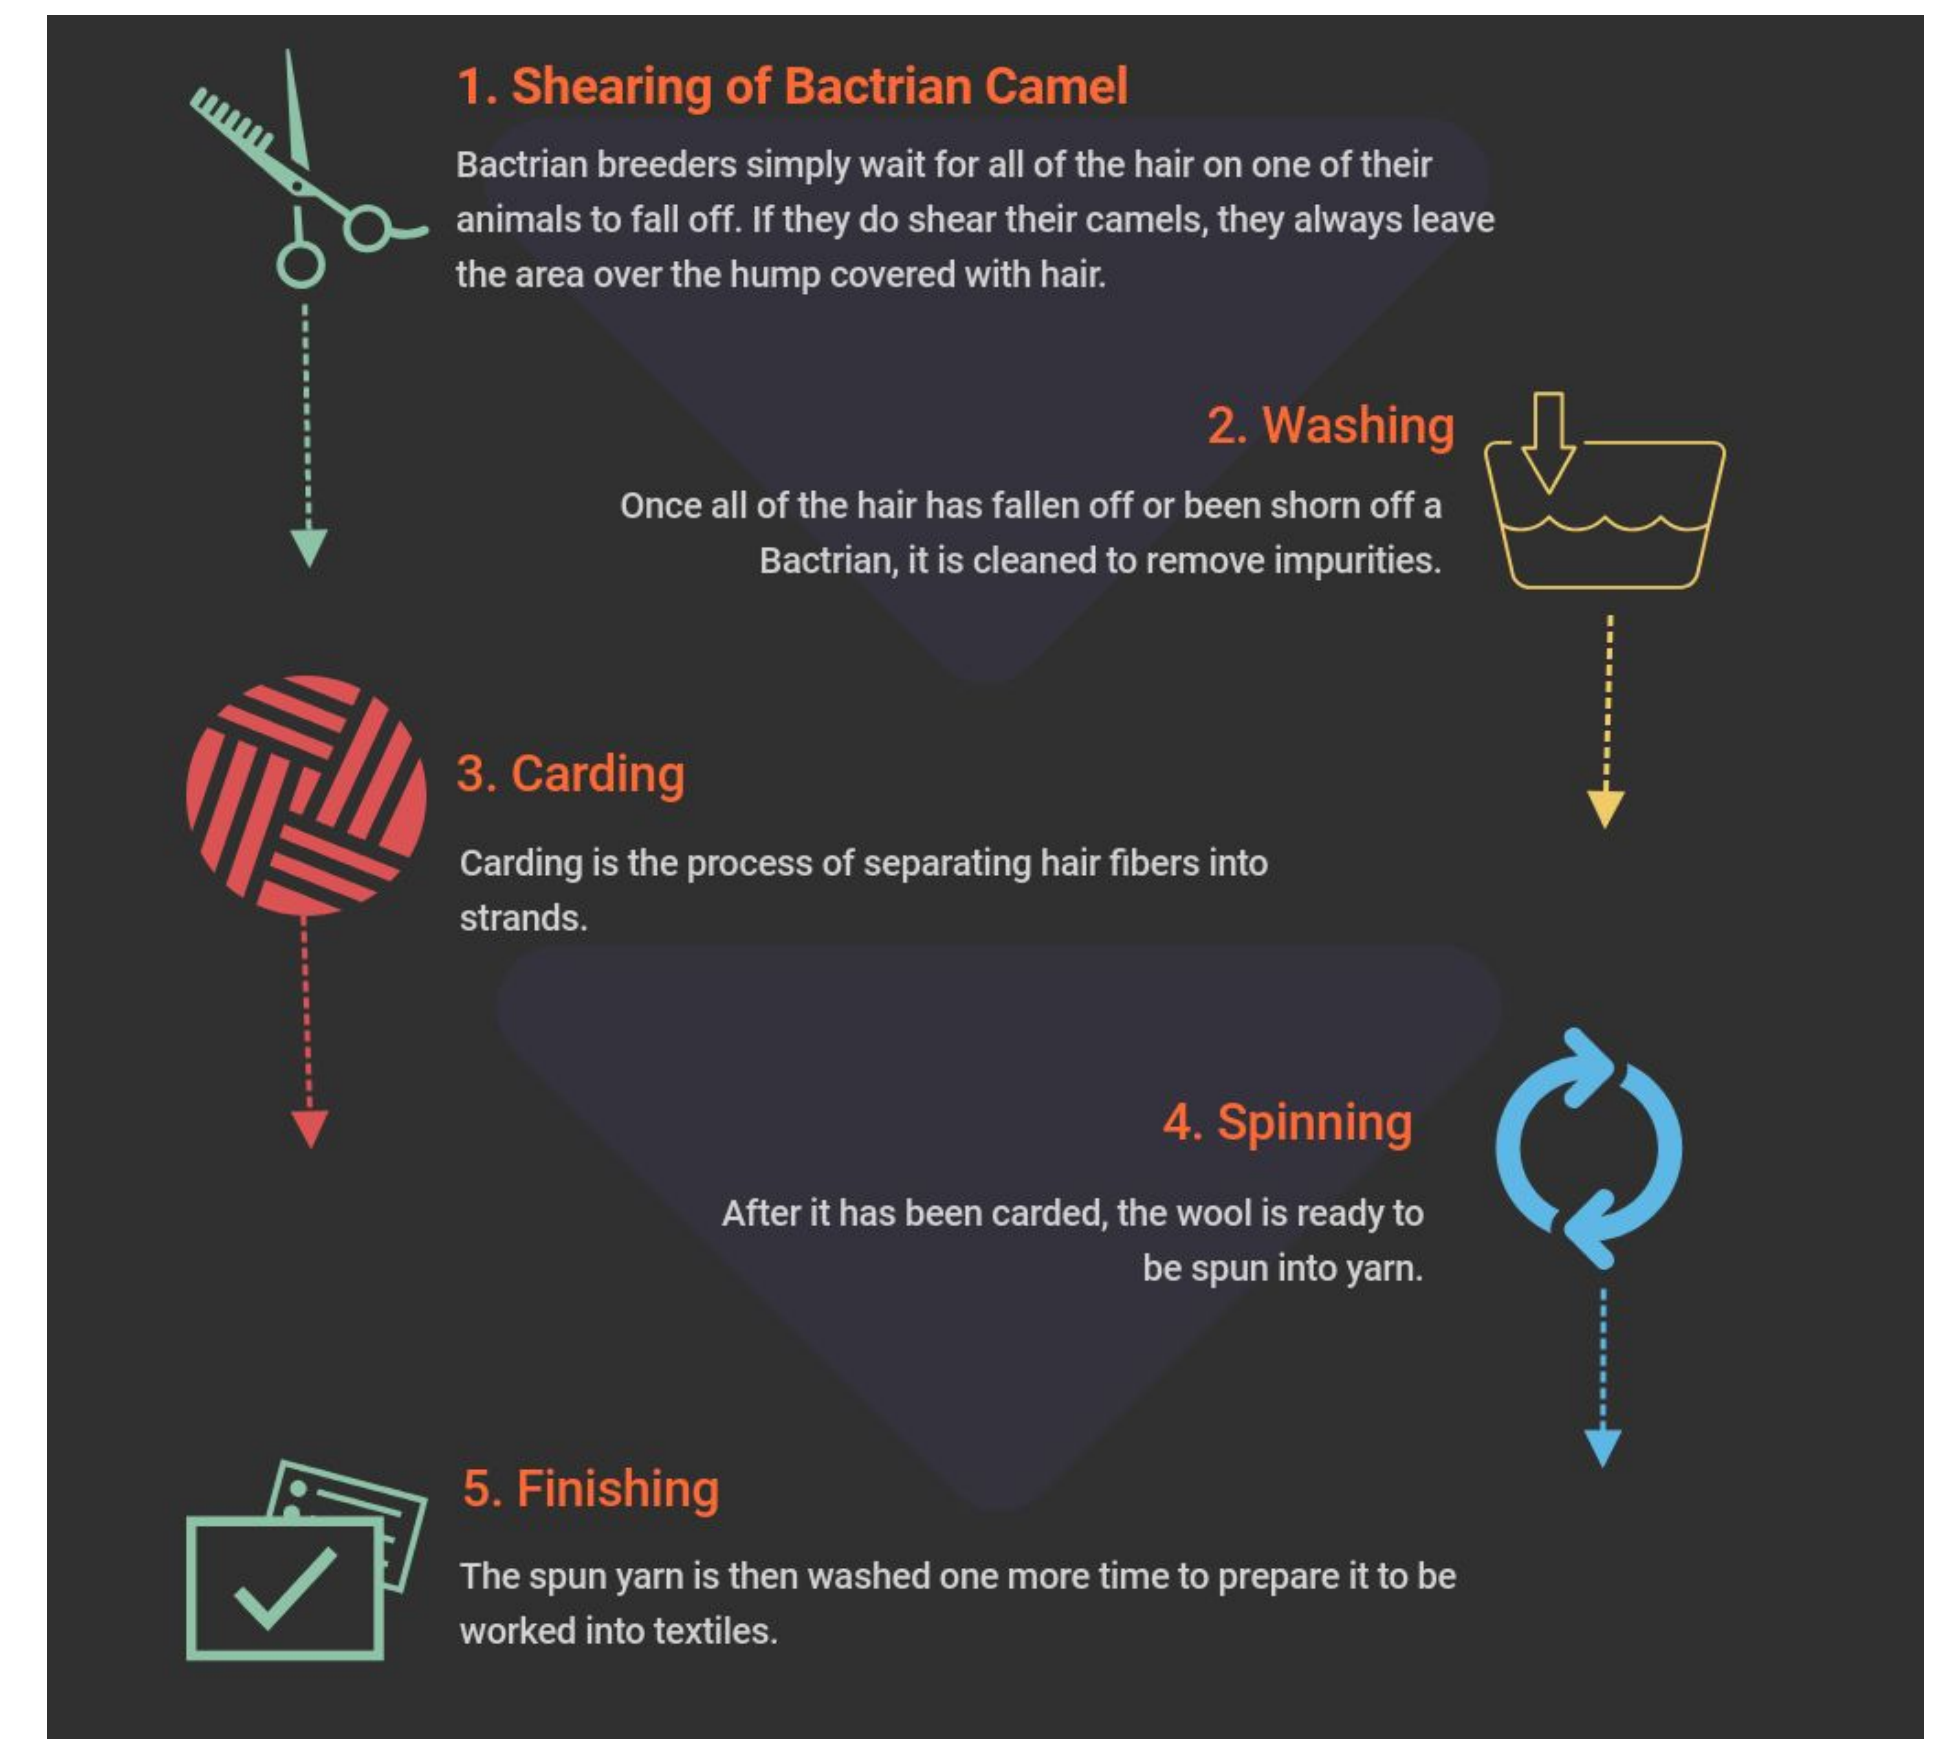 1. Shearing of Bactrian Camel
Bactrian breeders simply wait for all of the hair on one of their
animals to fall off. If they do shear their camels, they always leave
the area over the hump covered with hair.
2. Washing
Once all of the hair has fallen off or been shorn off a
Bactrian, it is cleaned to remove impurities.
3. Carding
Carding is the process of separating hair fibers into
strands.
4. Spinning
After it has been carded, the wool is ready to
be spun into yarn.
5. Finishing
The spun yarn is then washed one more time to prepare it to be
worked into textiles.